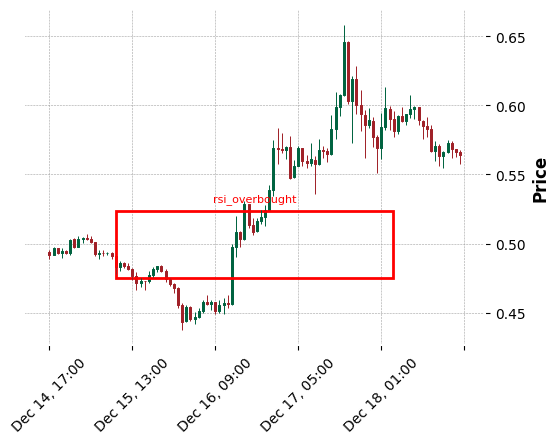 0.65
0.60
0.55
rsi_overbought
0.50
0.45
Price
Dec 14, 17:00
Dec 15, 13:00
Dec 16, 09:00
Dec 17, 05:00
Dec 18, 01:00